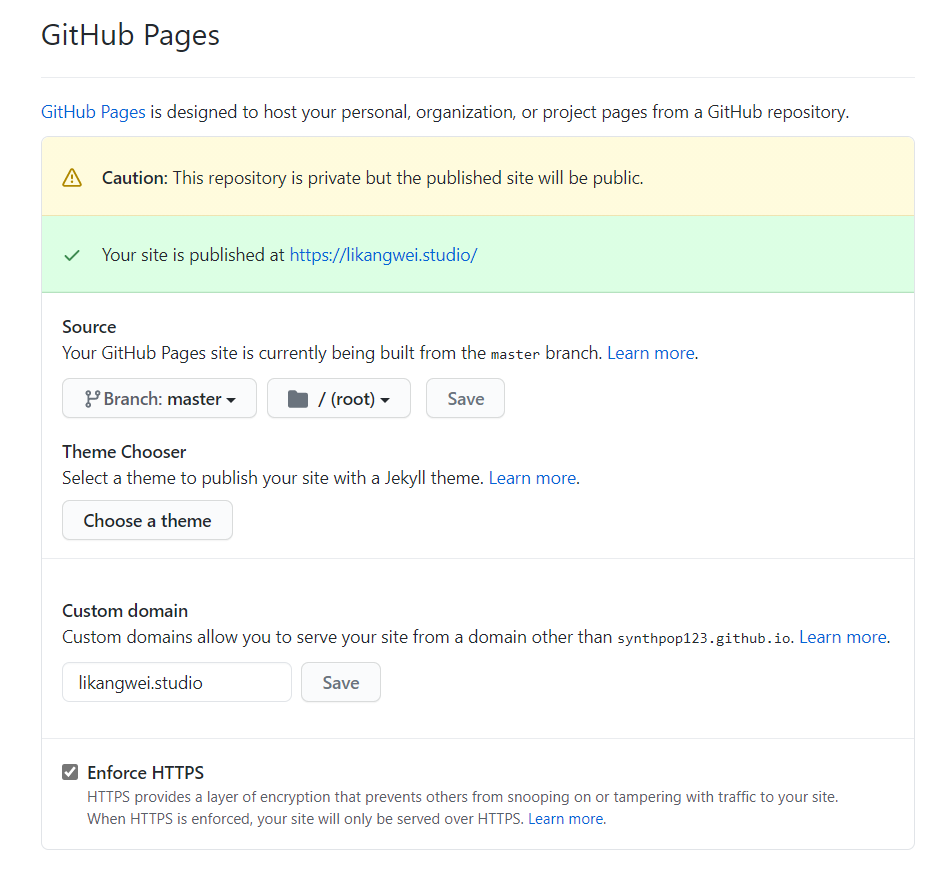 GitHub Pages
GitHub Pages is designed to host your personal, organization, or project pages from a GitHub repository.
Caution: This repository is private but the published site will be public.
Your site is published at https://likangwei.studio/
Source
Your GitHub Pages site is currently being built from the master branch. Learn more.
Branch: master / (root) Save
Theme Chooser
Select a theme to publish your site with a Jekyll theme. Learn more.
Choose a theme
Custom domain
Custom domains allow you to serve your site from a domain other than synthpop123.github.io. Learn more.
likangwei.studio Save
Enforce HTTPS
HTTPS provides a layer of encryption that prevents others from snooping on or tampering with traffic to your site.
When HTTPS is enforced, your site will only be served over HTTPS. Learn more.